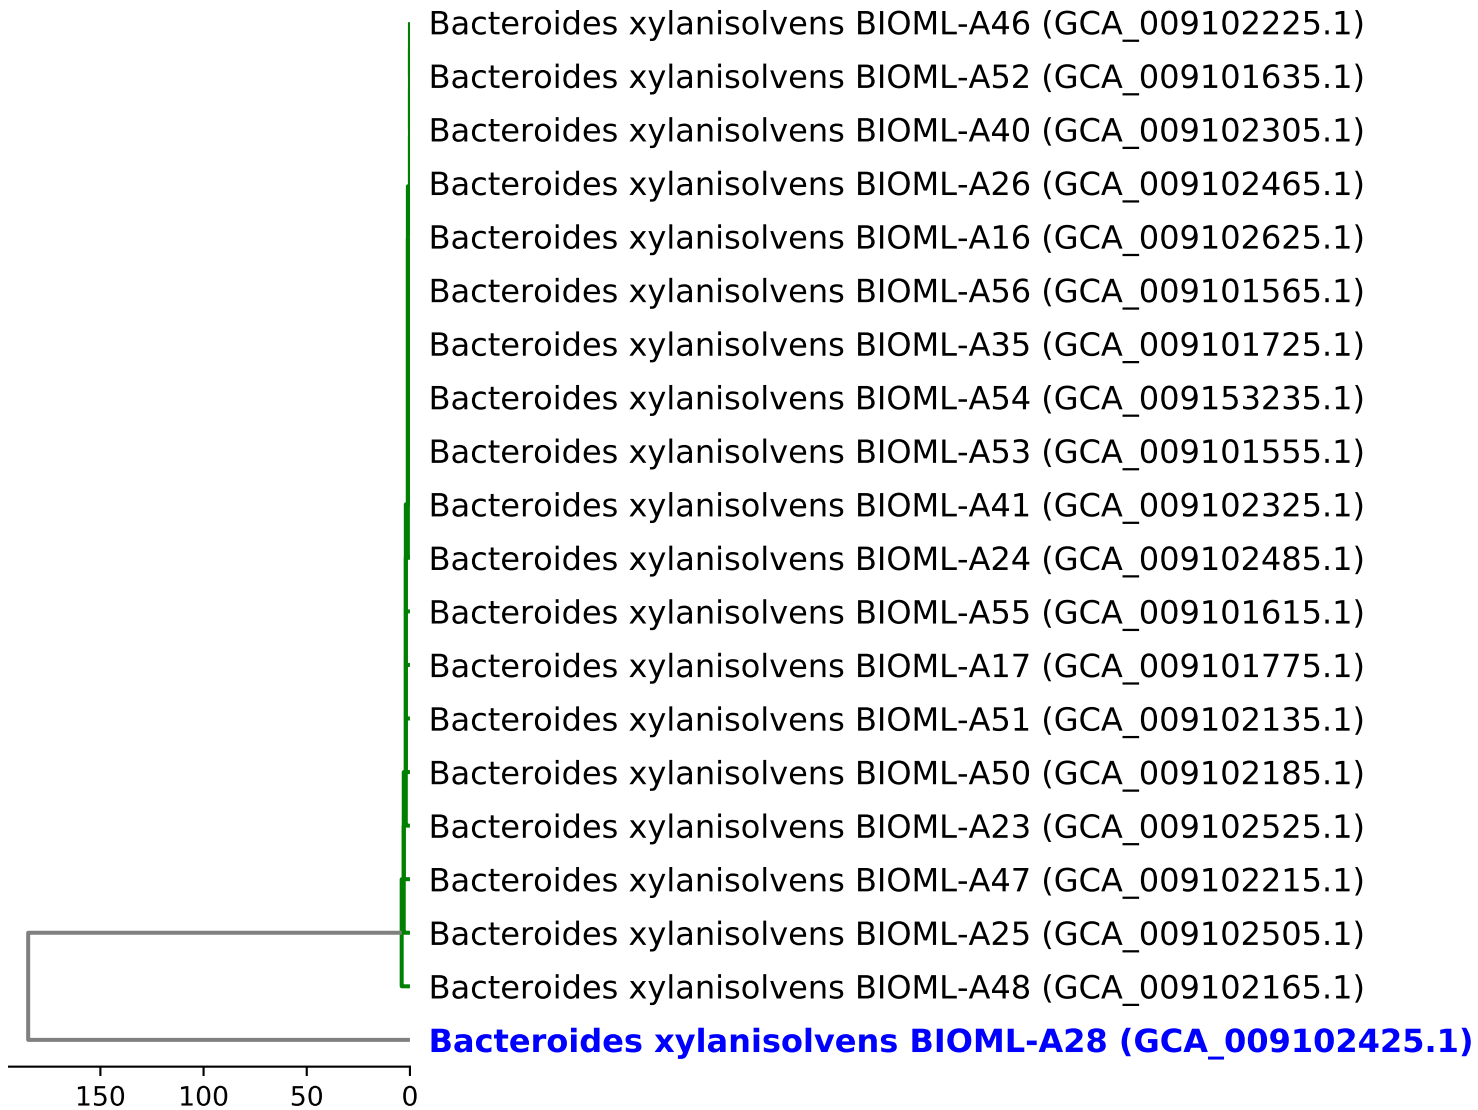 Bacteroides xylanisolvens BIOML-A46 (GCA_009102225.1)
Bacteroides xylanisolvens BIOML-A52 (GCA_009101635.1)
Bacteroides xylanisolvens BIOML-A40 (GCA_009102305.1)
Bacteroides xylanisolvens BIOML-A26 (GCA_009102465.1)
Bacteroides xylanisolvens BIOML-A16 (GCA_009102625.1)
Bacteroides xylanisolvens BIOML-A56 (GCA_009101565.1)
Bacteroides xylanisolvens BIOML-A35 (GCA_009101725.1)
Bacteroides xylanisolvens BIOML-A54 (GCA_009153235.1)
Bacteroides xylanisolvens BIOML-A53 (GCA_009101555.1)
Bacteroides xylanisolvens BIOML-A41 (GCA_009102325.1)
Bacteroides xylanisolvens BIOML-A24 (GCA_009102485.1)
Bacteroides xylanisolvens BIOML-A55 (GCA_009101615.1)
Bacteroides xylanisolvens BIOML-A17 (GCA_009101775.1)
Bacteroides xylanisolvens BIOML-A51 (GCA_009102135.1)
Bacteroides xylanisolvens BIOML-A50 (GCA_009102185.1)
Bacteroides xylanisolvens BIOML-A23 (GCA_009102525.1)
Bacteroides xylanisolvens BIOML-A47 (GCA_009102215.1)
Bacteroides xylanisolvens BIOML-A25 (GCA_009102505.1)
Bacteroides xylanisolvens BIOML-A48 (GCA_009102165.1)
Bacteroides xylanisolvens BIOML-A28 (GCA_009102425.1)
150 100 50 0